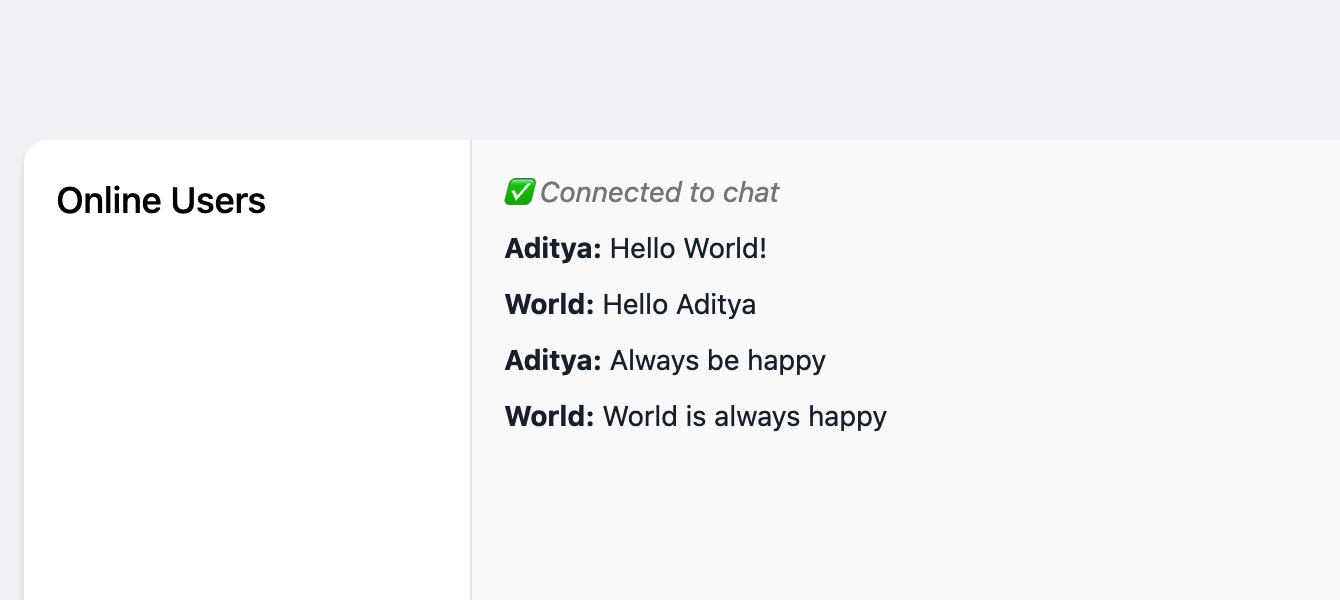 Online Users
✅ Connected to chat
Aditya: Hello World!
World: Hello Aditya
Aditya: Always be happy
World: World is always happy